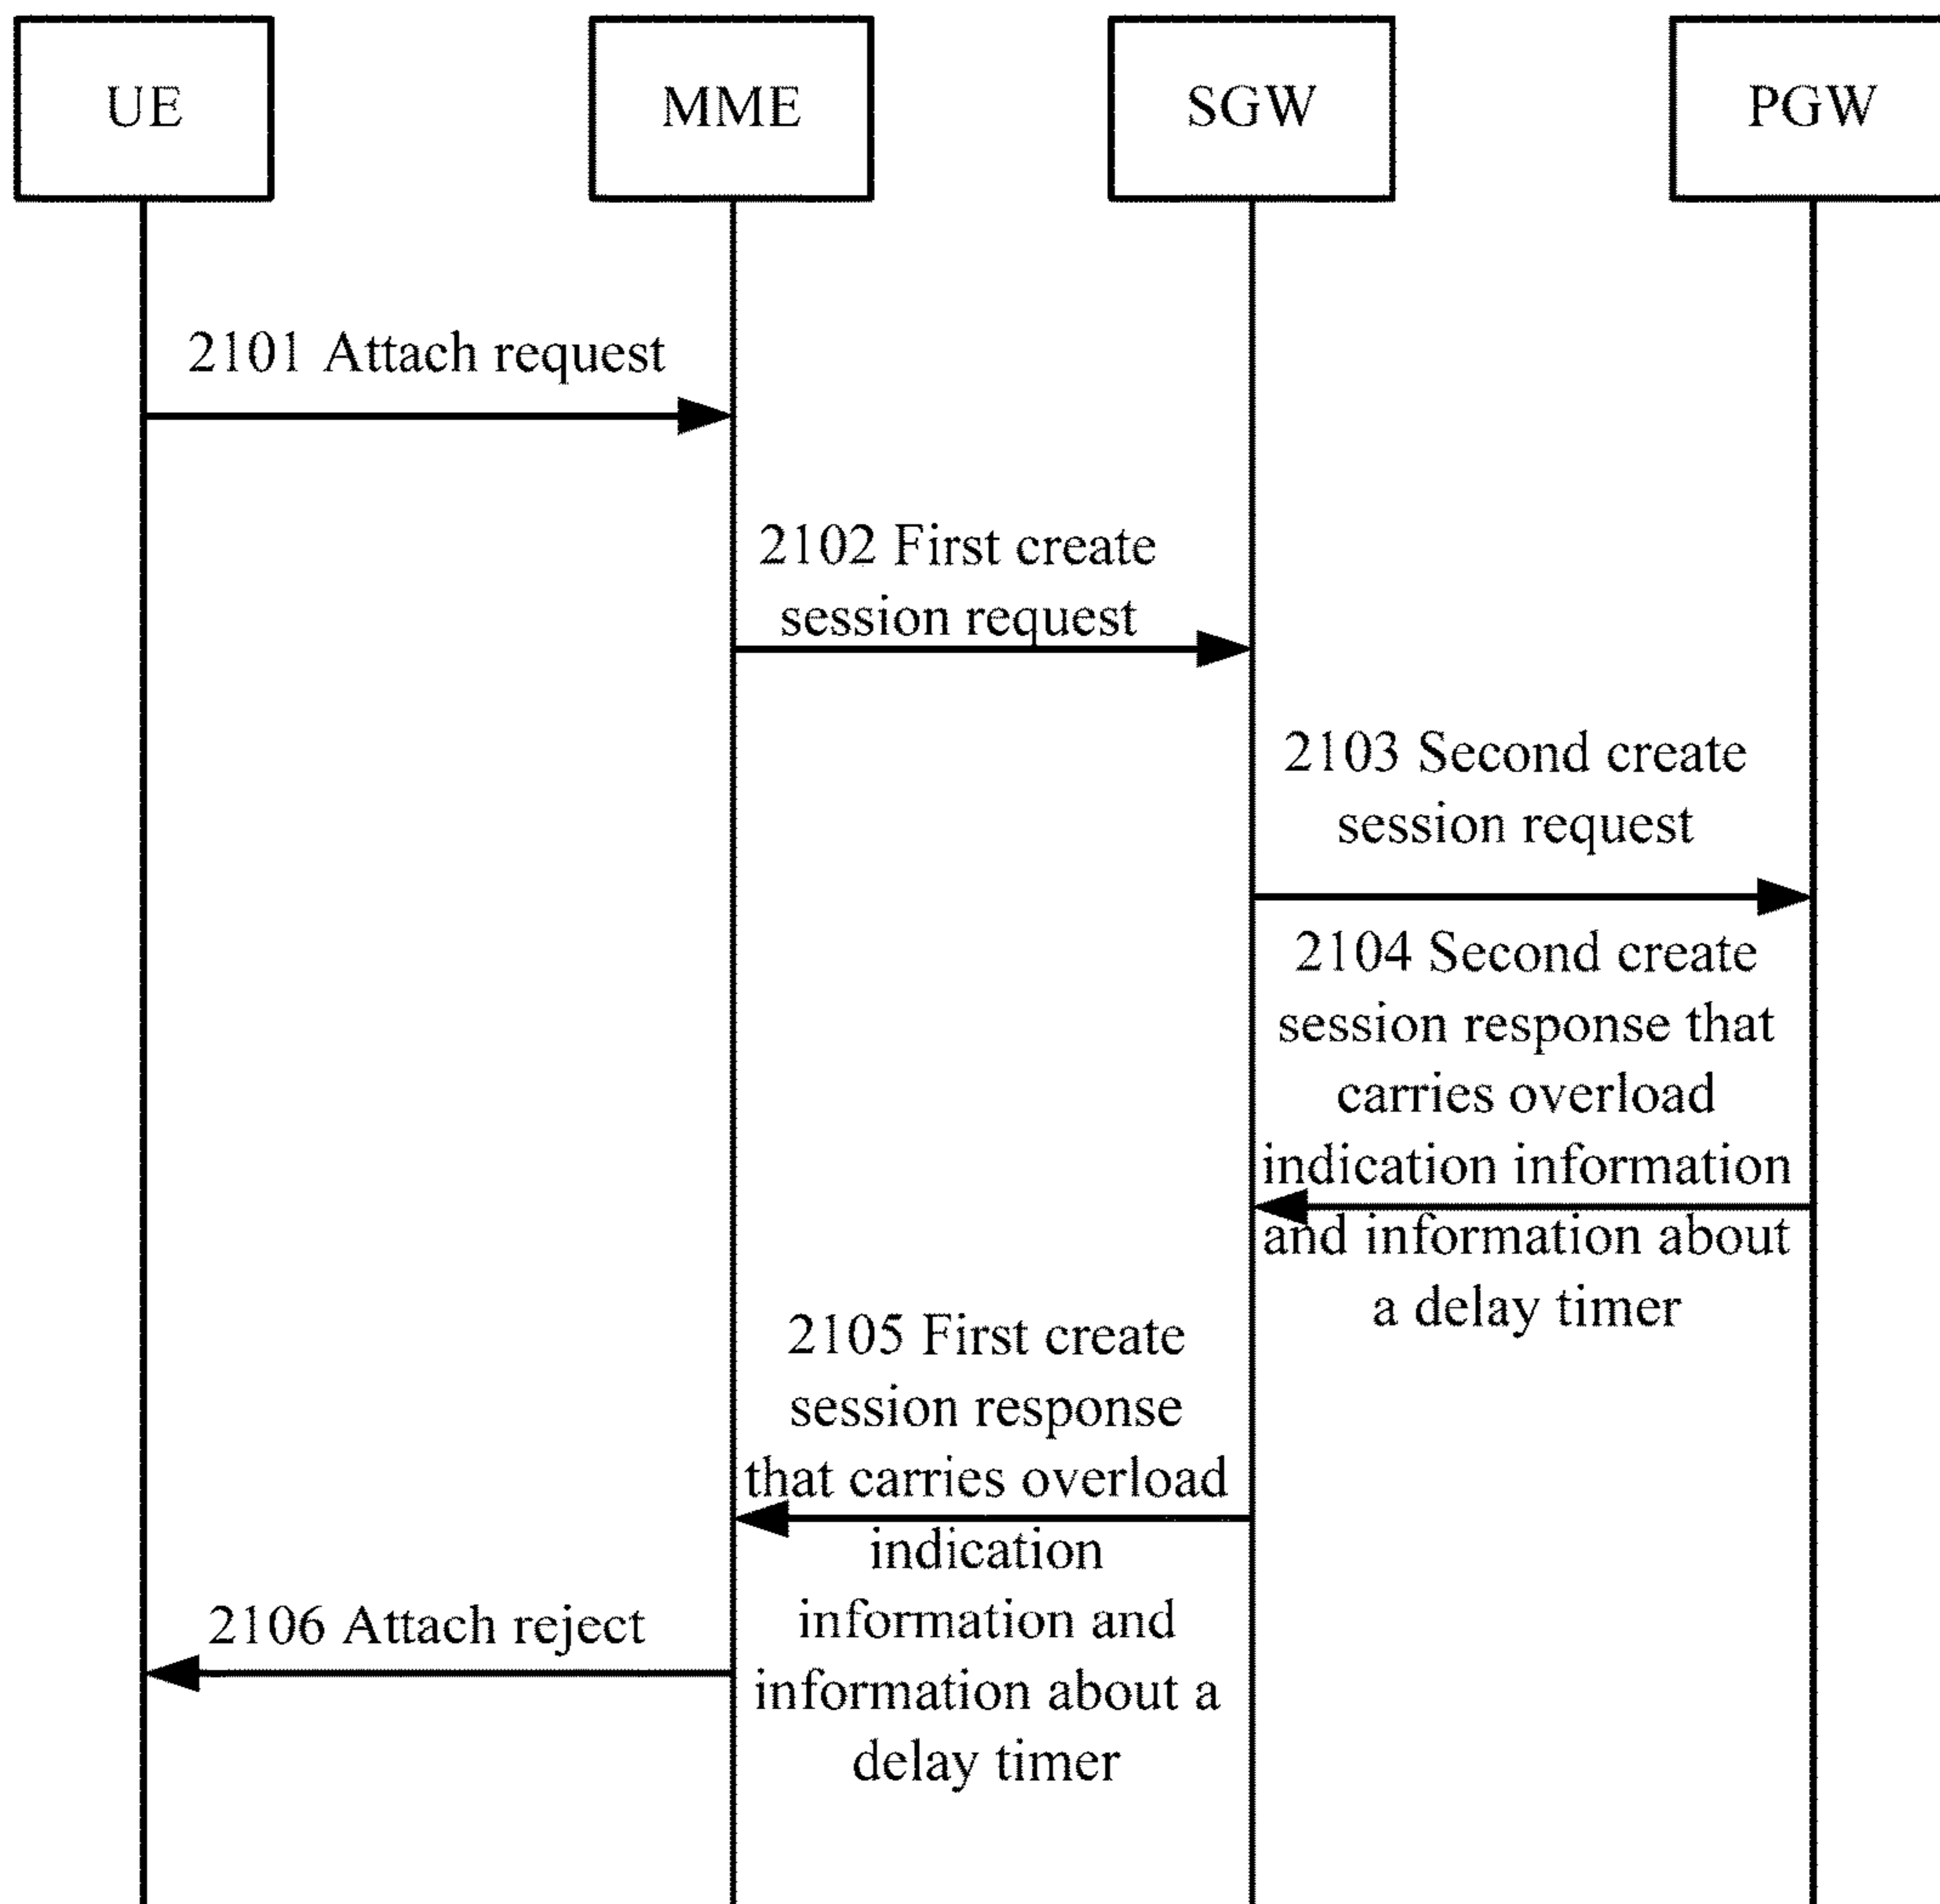 UE
MME
SGW
PGW
2101 Attach request
2102 First create
session request
2103 Second create
session request
2104 Second create
session response that
carries overload
indication information
and information about
a delay timer
2105 First create
session response
that carries overload
indication
information and
information about a
delay timer
2106 Attach reject